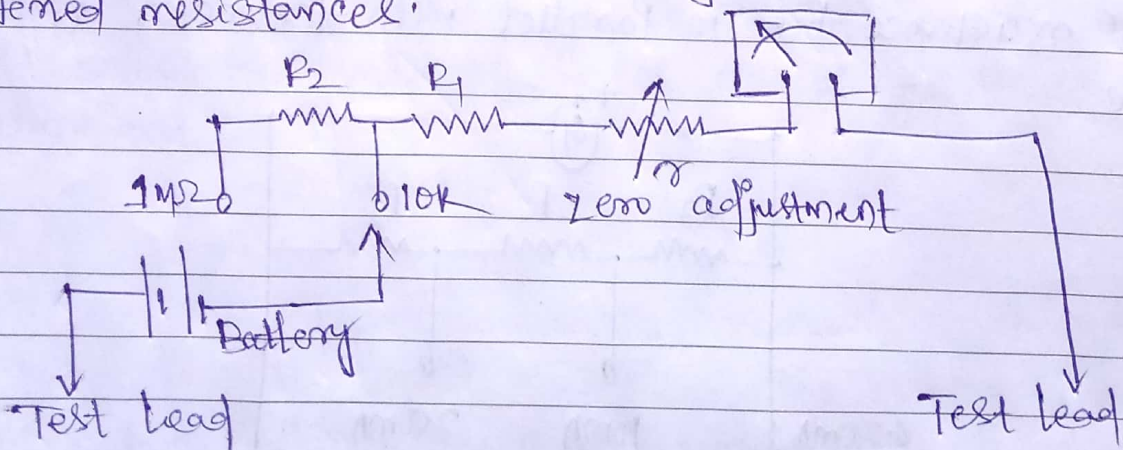 resistances.
R2 R1
1MΩ 10K zero adjustment
r
Battery
Test lead Test lead